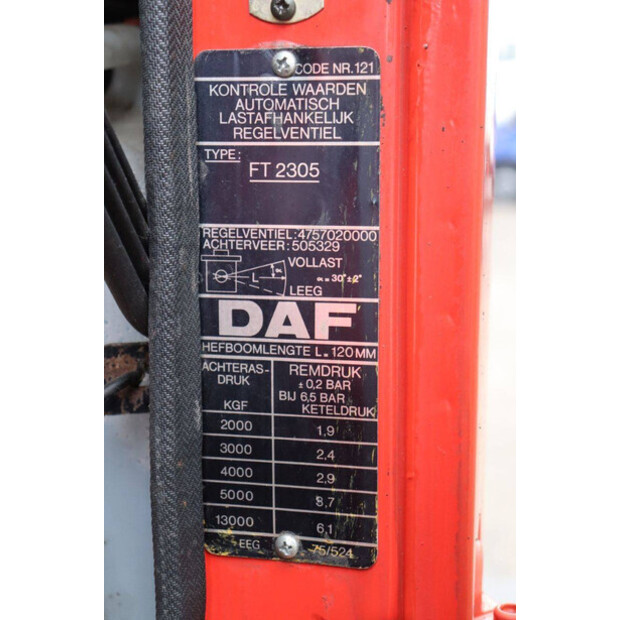 CODE NR. 121
KONTROLE WAARDEN
AUTOMATISCH
LASTAFHANKELIJK
REGELVENTIEL
TYPE:
FT 2305
REGELVENTIEL: 4757020000
ACHTERVEER: 505329
VOLLAST
α
L
α = 30° ± 2°
LEEG
DAF
HEFBOOMLENGTE L = 120 MM
ACHTERAS- REMDRUK
DRUK ± 0,2 BAR
BIJ 6,5 BAR
KGF KETELDRUK
2000 1,9
3000 2,4
4000 2,9
5000 3,7
13000 6,1
EEG 75/524